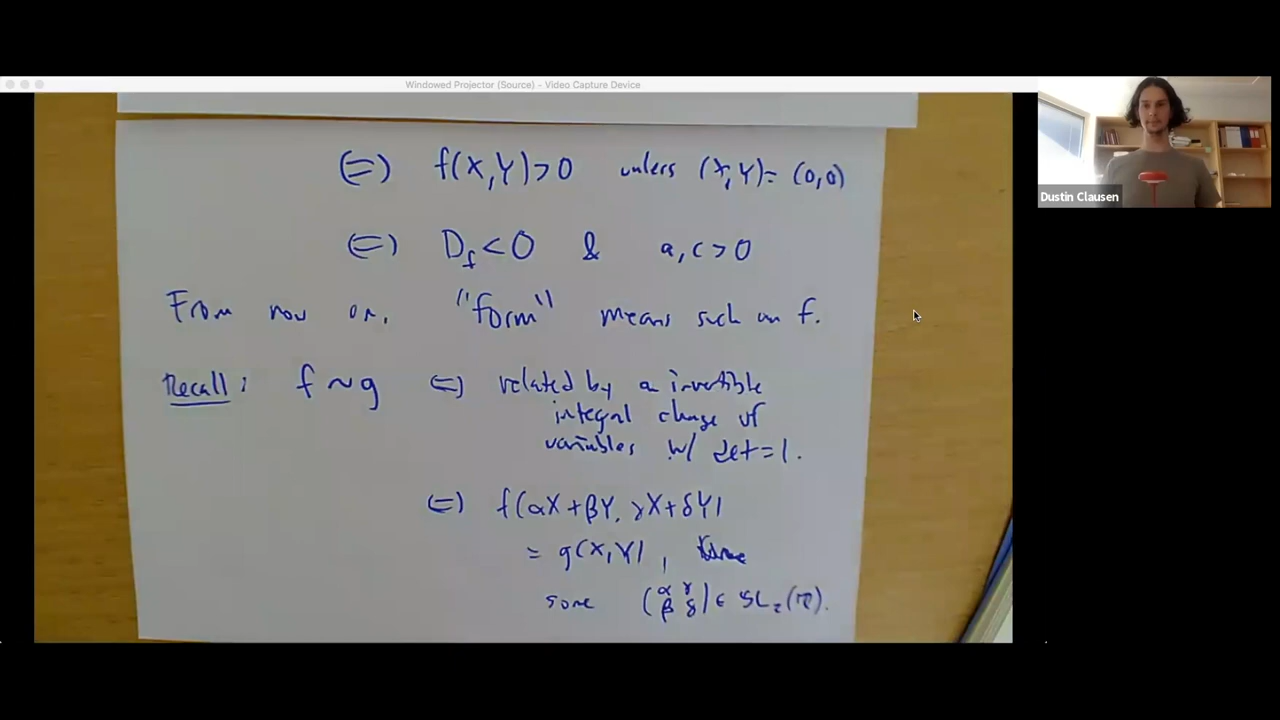 Windowed Projector (Source) - Video Capture Device
Dustin Clausen
⇔ f(X,Y)>0 unless (X,Y)=(0,0)
⇔ D_f<0 & a,c>0
From now on, "form" means such an f.
Recall: f~g ⇔ related by a invertible
integral change of
variables w/ det=1.
⇔ f(αX+βY, γX+δY)
= g(X,Y),
some (α γ
β δ) ∈ SL₂(ℤ).